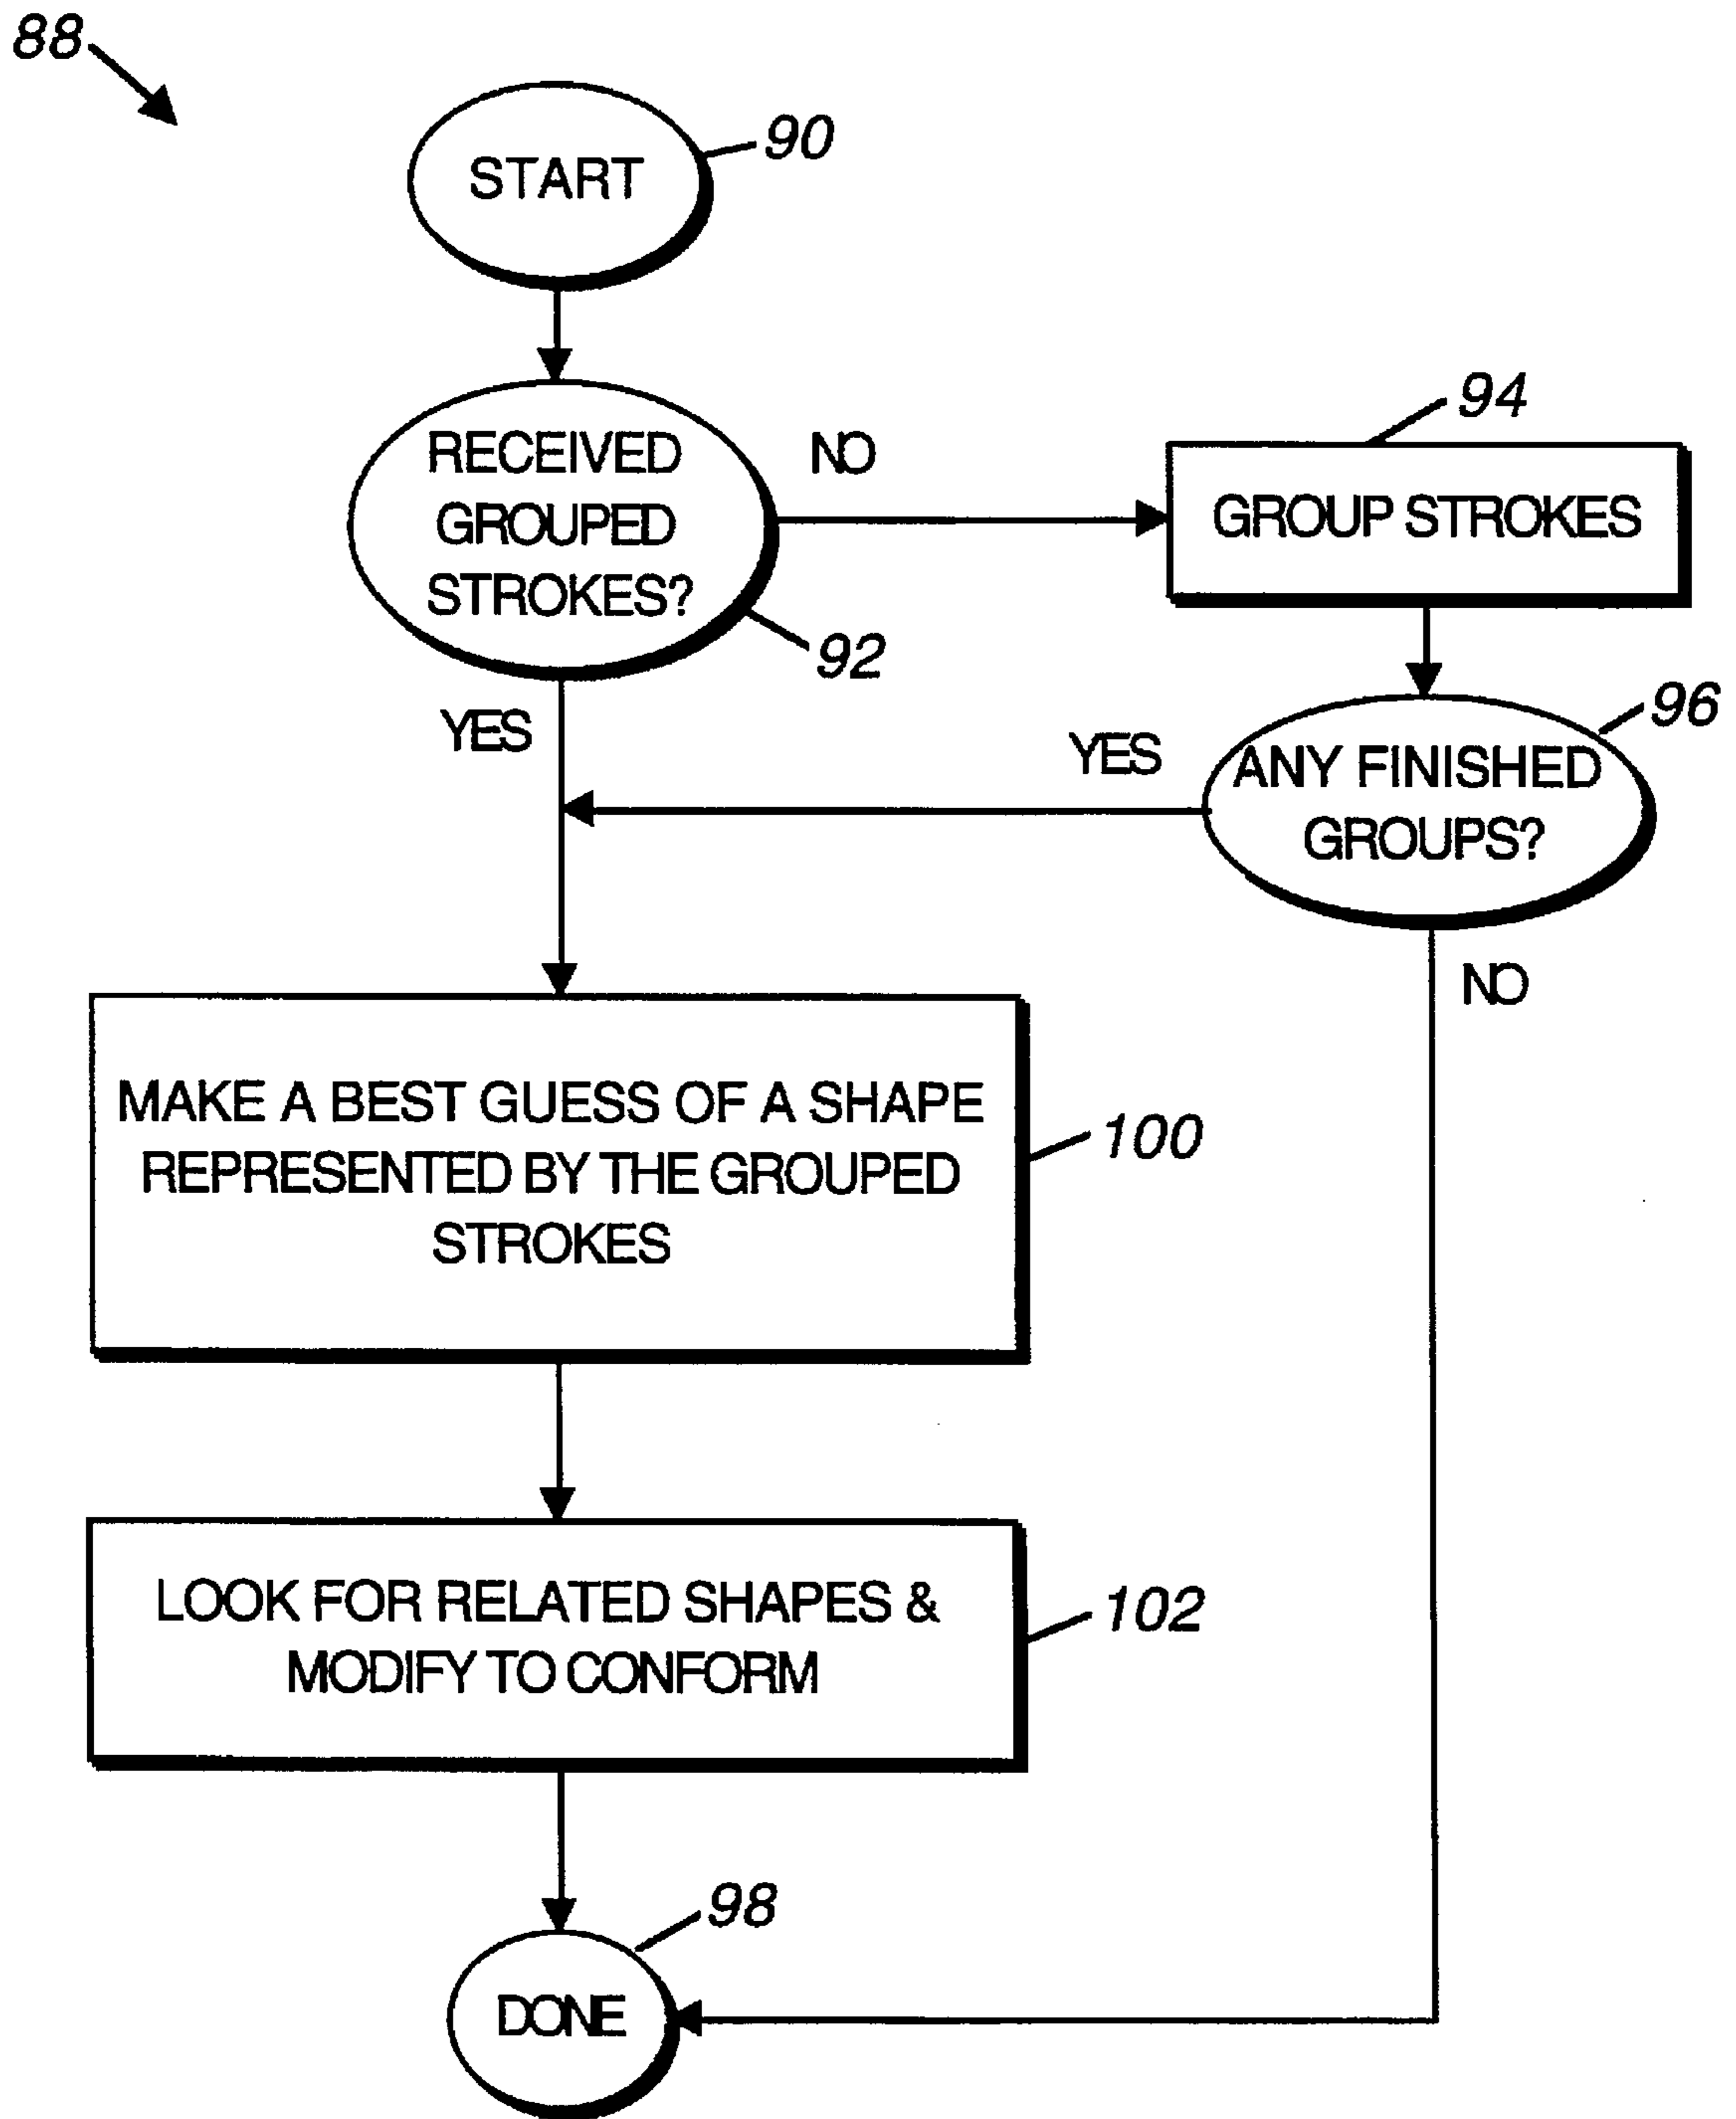 88
START
90
RECEIVED
GROUPED
STROKES?
92
NO
94
GROUP STROKES
YES
YES
ANY FINISHED
GROUPS?
96
NO
MAKE A BEST GUESS OF A SHAPE
REPRESENTED BY THE GROUPED
STROKES
100
LOOK FOR RELATED SHAPES &
MODIFY TO CONFORM
102
98
DONE